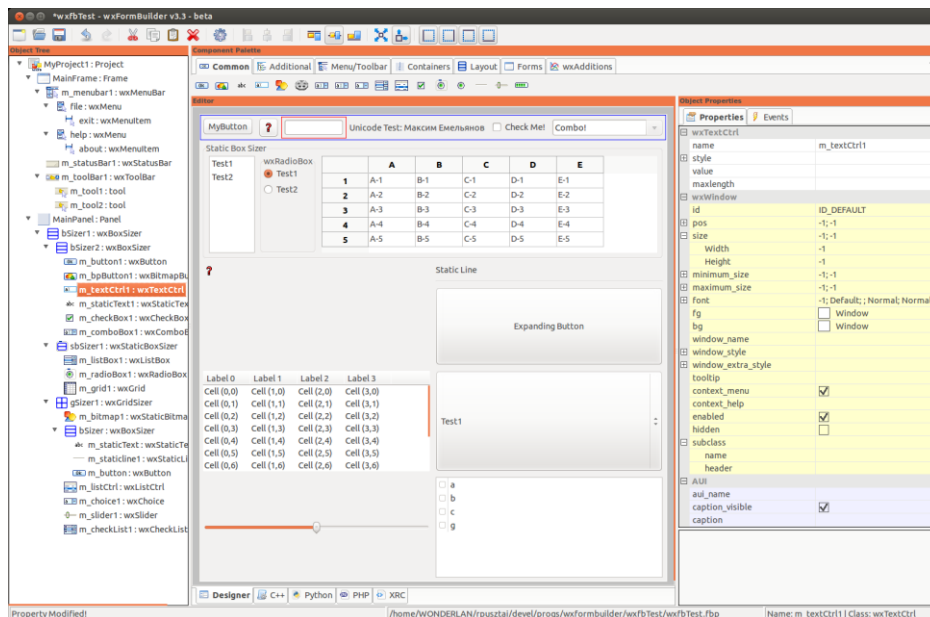 *wxfbTest - wxFormBuilder v3.3 - beta
Object Tree
MyProject1 : Project
MainFrame : Frame
m_menubar1 : wxMenuBar
file : wxMenu
exit : wxMenuItem
help : wxMenu
about : wxMenuItem
m_statusBar1 : wxStatusBar
m_toolBar1 : wxToolBar
m_tool1 : tool
m_tool2 : tool
MainPanel : Panel
bSizer1 : wxBoxSizer
bSizer2 : wxBoxSizer
m_button1 : wxButton
m_bpButton1 : wxBitmapBu
m_textCtrl1 : wxTextCtrl
m_staticText1 : wxStaticTex
m_checkBox1 : wxCheckBox
m_comboBox1 : wxComboB
sbSizer1 : wxStaticBoxSizer
m_listBox1 : wxListBox
m_radioBox1 : wxRadioBox
m_grid1 : wxGrid
gSizer1 : wxGridSizer
m_bitmap1 : wxStaticBitma
bSizer : wxBoxSizer
m_staticText : wxStaticTe
m_staticline1 : wxStaticLi
m_button : wxButton
m_listCtrl : wxListCtrl
m_choice1 : wxChoice
m_slider1 : wxSlider
m_checkList1 : wxCheckList
Component Palette
Common Additional Menu/Toolbar Containers Layout Forms wxAdditions
Editor
MyButton Unicode Test: Максим Емельянов Check Me! Combo!
Static Box Sizer
Test1
Test2
wxRadioBox
Test1
Test2
A B C D E
1 A-1 B-1 C-1 D-1 E-1
2 A-2 B-2 C-2 D-2 E-2
3 A-3 B-3 C-3 D-3 E-3
4 A-4 B-4 C-4 D-4 E-4
5 A-5 B-5 C-5 D-5 E-5
Static Line
Expanding Button
Label 0 Label 1 Label 2 Label 3
Cell (0,0) Cell (1,0) Cell (2,0) Cell (3,0)
Cell (0,1) Cell (1,1) Cell (2,1) Cell (3,1)
Cell (0,2) Cell (1,2) Cell (2,2) Cell (3,2)
Cell (0,3) Cell (1,3) Cell (2,3) Cell (3,3)
Cell (0,4) Cell (1,4) Cell (2,4) Cell (3,4)
Cell (0,5) Cell (1,5) Cell (2,5) Cell (3,5)
Cell (0,6) Cell (1,6) Cell (2,6) Cell (3,6)
Test1
a
b
c
g
Designer C++ Python PHP XRC
Object Properties
Properties Events
wxTextCtrl
name m_textCtrl1
style
value
maxlength
wxWindow
id ID_DEFAULT
pos -1; -1
size -1; -1
Width -1
Height -1
minimum_size -1; -1
maximum_size -1; -1
font -1; Default; ; Normal; Normal
fg Window
bg Window
window_name
window_style
window_extra_style
tooltip
context_menu
context_help
enabled
hidden
subclass
name
header
AUI
aui_name
caption_visible
caption
Property Modified! /home/WONDERLAN/rpusztai/devel/progs/wxformbuilder/wxfbTest/wxfbTest.fbp Name: m_textCtrl1 | Class: wxTextCtrl